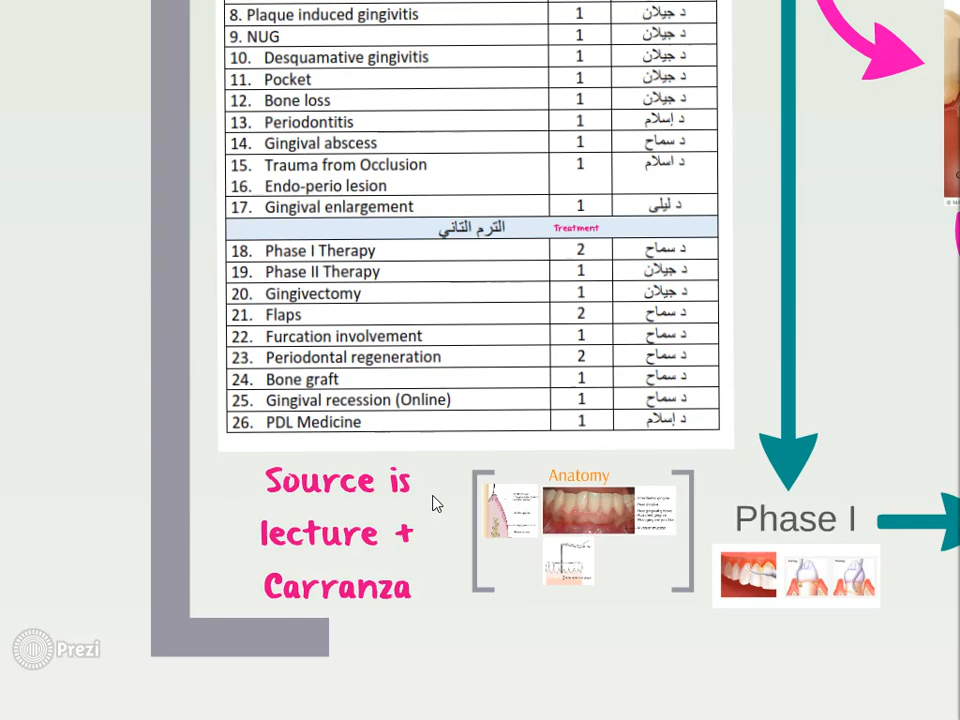 8. Plaque induced gingivitis 1 د جيلان
9. NUG 1 د جيلان
10. Desquamative gingivitis 1 د جيلان
11. Pocket 1 د جيلان
12. Bone loss 1 د جيلان
13. Periodontitis 1 د إسلام
14. Gingival abscess 1 د سماح
15. Trauma from Occlusion 1 د اسلام
16. Endo-perio lesion
17. Gingival enlargement 1 د ليلى
الترم التاني Treatment
18. Phase I Therapy 2 د سماح
19. Phase II Therapy 1 د جيلان
20. Gingivectomy 1 د جيلان
21. Flaps 2 د سماح
22. Furcation involvement 1 د سماح
23. Periodontal regeneration 2 د سماح
24. Bone graft 1 د سماح
25. Gingival recession (Online) 1 د سماح
26. PDL Medicine 1 د إسلام
Source is
lecture +
Carranza
Anatomy
Phase I
Prezi